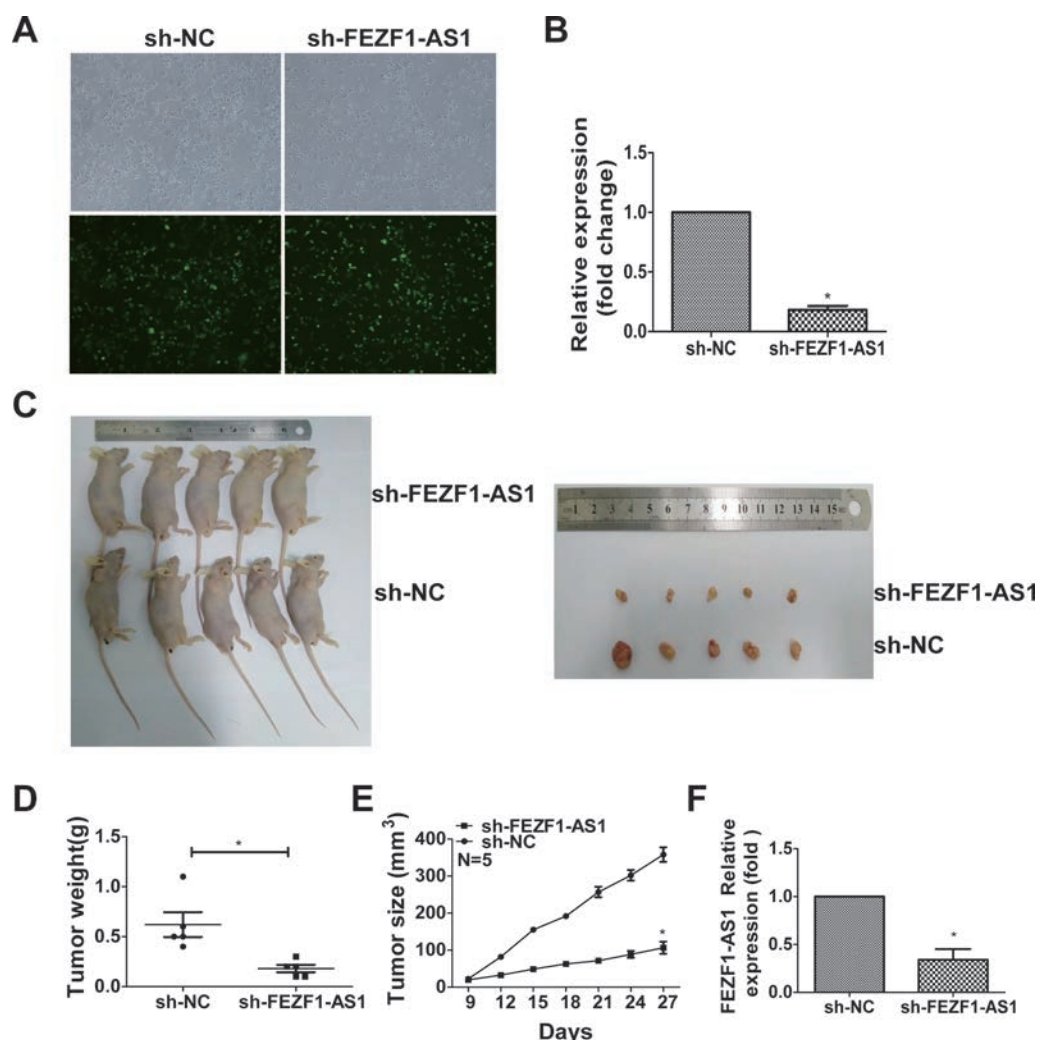 A
sh-NC
sh-FEZF1-AS1
B
Relative expression
(fold change)
1.5
1.0
0.5
0.0
sh-NC
sh-FEZF1-AS1
*
C
sh-FEZF1-AS1
sh-NC
1 2 3 4 5 6 7 8 9 10 11 12 13 14 15
sh-FEZF1-AS1
sh-NC
D
Tumor weight(g)
1.5
1.0
0.5
0.0
*
sh-NC
sh-FEZF1-AS1
E
Tumor size (mm³)
sh-FEZF1-AS1
sh-NC
N=5
400
300
200
100
0
*
9 12 15 18 21 24 27
Days
F
FEZF1-AS1 Relative
expression (fold )
1.5
1.0
0.5
0.0
*
sh-NC
sh-FEZF1-AS1